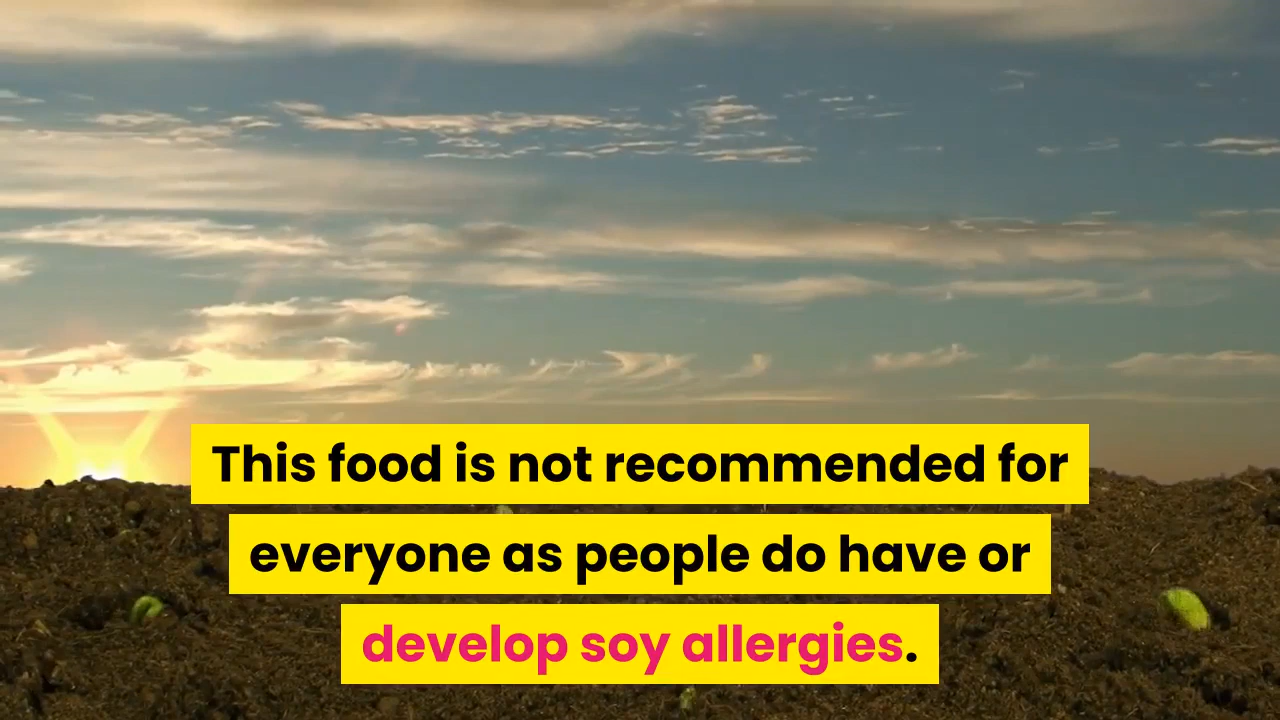 This food is not recommended for
everyone as people do have or
develop soy allergies.